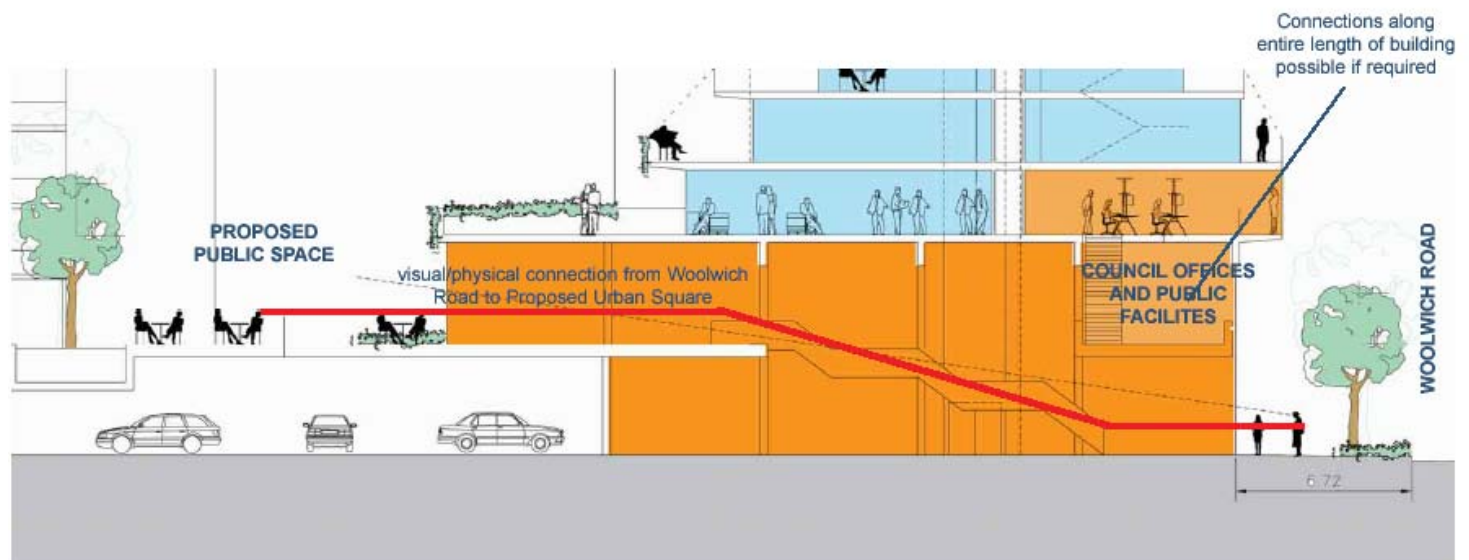 Connections along
entire length of building
possible if required
PROPOSED
PUBLIC SPACE
visual/physical connection from Woolwich
Road to Proposed Urban Square
COUNCIL OFFICES
AND PUBLIC
FACILITES
WOOLWICH ROAD
6.72